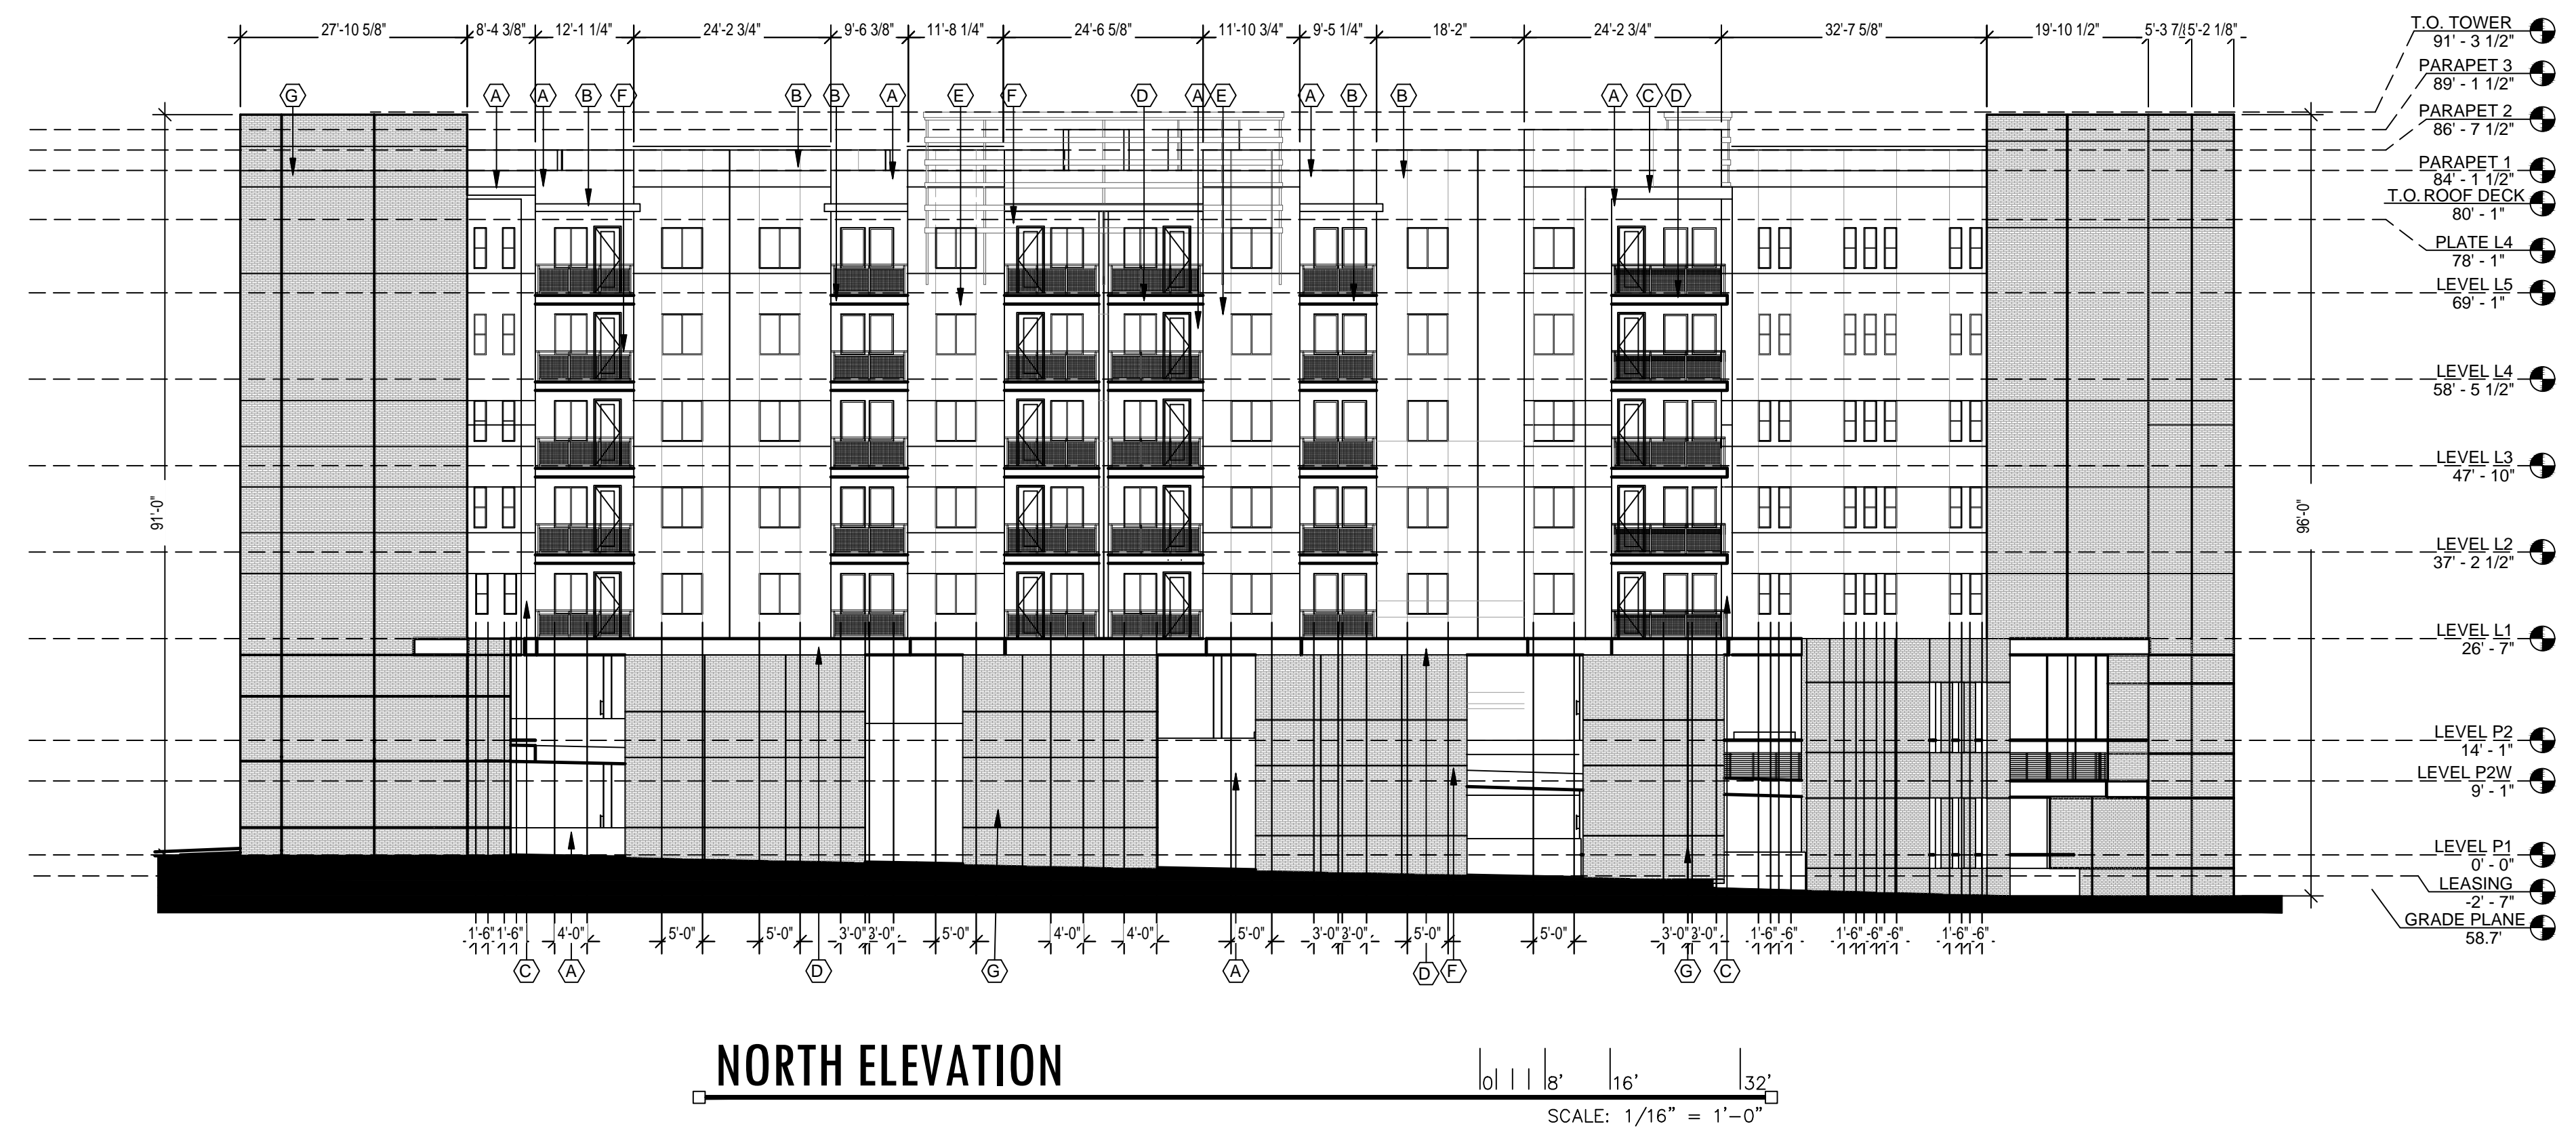 27'-10 5/8" 8'-4 3/8" 12'-1 1/4" 24'-2 3/4" 9'-6 3/8" 11'-8 1/4" 24'-6 5/8" 11'-10 3/4" 9'-5 1/4" 18'-2" 24'-2 3/4" 32'-7 5/8" 19'-10 1/2" 5'-2 1/8"
G A A B F B B A E F D A E A B B A C D
T.O. TOWER
91' - 3 1/2"
PARAPET 3
89' - 1 1/2"
PARAPET 2
86' - 7 1/2"
PARAPET 1
84' - 1 1/2"
T.O. ROOF DECK
80' - 1"
PLATE L4
78' - 1"
LEVEL L5
69' - 1"
LEVEL L4
58' - 5 1/2"
LEVEL L3
47' - 10"
91'-0"
96'-0"
LEVEL L2
37' - 2 1/2"
LEVEL L1
26' - 7"
LEVEL P2
14' - 1"
LEVEL P2W
9' - 1"
LEVEL P1
0' - 0"
LEASING
-2' - 7"
GRADE PLANE
58.7'
1'-6" 1'-6" 4'-0" 5'-0" 5'-0" 3'-0" 3'-0" 5'-0" 4'-0" 4'-0" 5'-0" 3'-0" 3'-0" 5'-0" 5'-0" 3'-0" 3'-0" 1'-6" 1'-6" 1'-6"
C A D G A D F G C
NORTH ELEVATION
0 8' 16' 32'
SCALE: 1/16" = 1'-0"